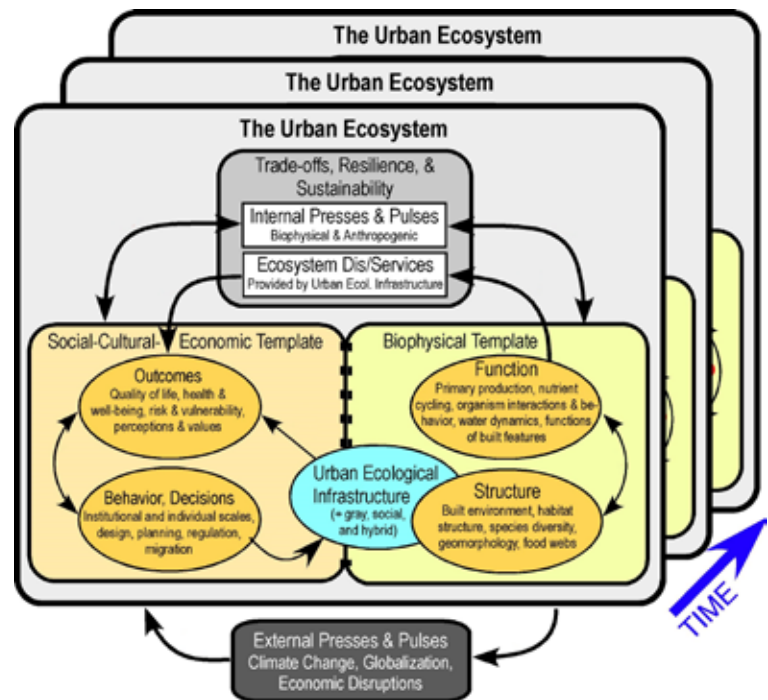 The Urban Ecosystem
The Urban Ecosystem
The Urban Ecosystem
Trade-offs, Resilience, &
Sustainability
Internal Presses & Pulses
Biophysical & Anthropogenic
Ecosystem Dis/Services
Provided by Urban Ecol. Infrastructure
Social-Cultural- Economic Template
Biophysical Template
Outcomes
Quality of life, health &
well-being, risk & vulnerability,
perceptions & values
Function
Primary production, nutrient
cycling, organism interactions & be-
havior, water dynamics, functions
of built features
Behavior, Decisions
Institutional and individual scales,
design, planning, regulation,
migration
Urban Ecological
Infrastructure
(+ gray, social,
and hybrid)
Structure
Built environment, habitat
structure, species diversity,
geomorphology, food webs
TIME
External Presses & Pulses
Climate Change, Globalization,
Economic Disruptions